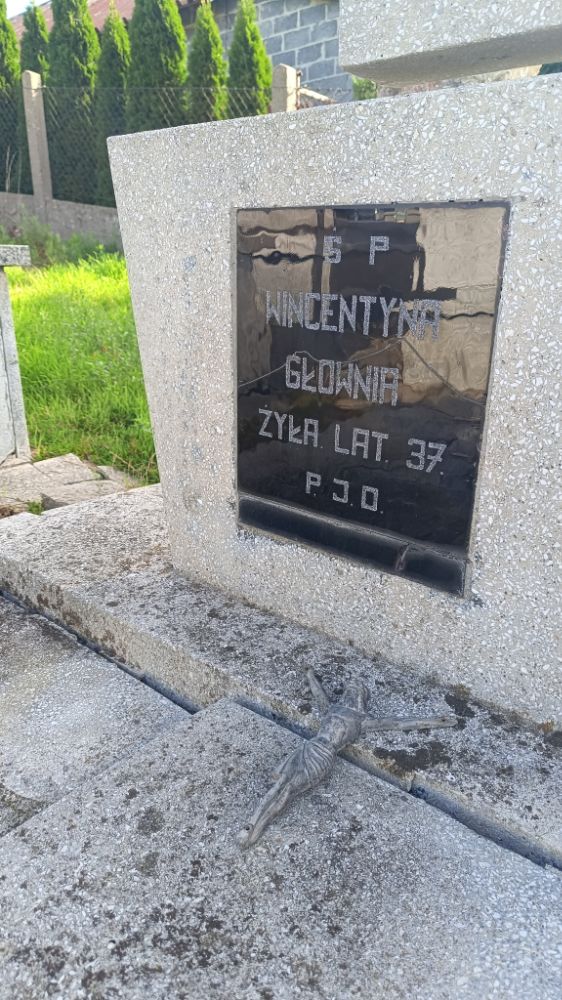 S P
WINCENTYNA
GŁOWNIA
ŻYŁA. LAT. 37.
P.J.O.